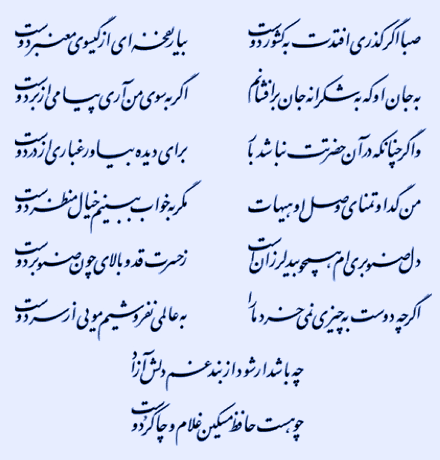 صبا اگر گذری افتدت به کشور دوست بیار نفخه‌ای از گیسوی معنبر دوست
به جان او که به شکرانه جان برافشانم اگر به سوی من آری پیامی از بر دوست
و اگر چنانکه در آن حضرتت نباشد بار برای دیده بیاور غباری از در دوست
من گدا و تمنای وصل او هیهات مگر به خواب ببینم خیال منظر دوست
دل صنوبری‌ام همچو بید لرزان است ز حسرت قد و بالای چون صنوبر دوست
اگرچه دوست به چیزی نمی‌خرد ما را به عالمی نفروشیم مویی از سر دوست
چه باشد ار شود از بند غم دلش آزاد
چو هست حافظ مسکین غلام و چاکر دوست